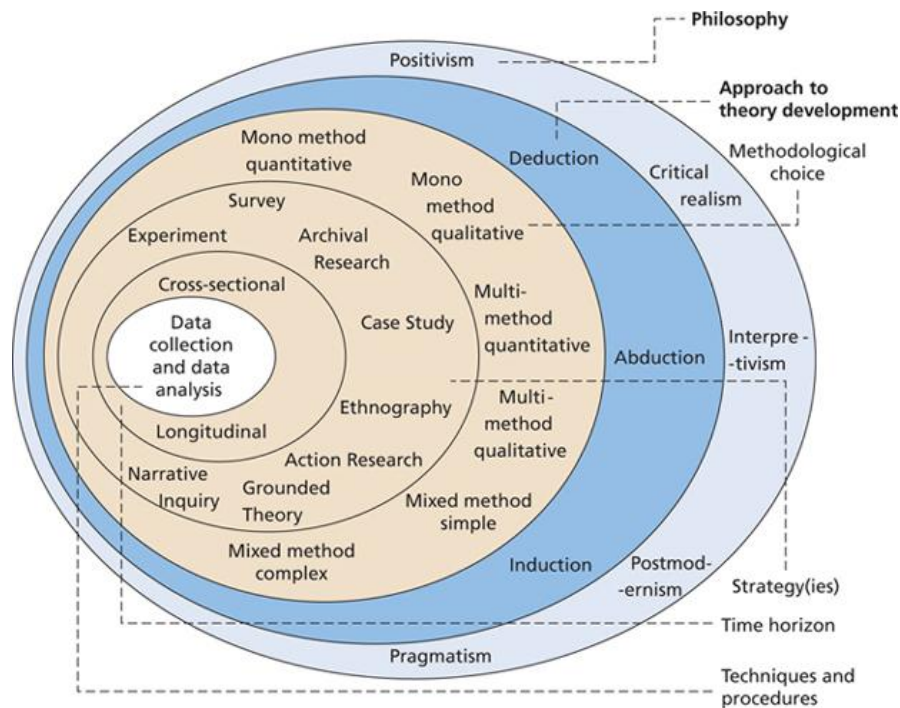 Philosophy
Positivism
Approach to
theory development
Mono method
quantitative
Deduction
Methodological
choice
Critical
realism
Mono
method
qualitative
Survey
Experiment
Archival
Research
Cross-sectional
Multi-
method
quantitative
Data
collection
and data
analysis
Case Study
Abduction
Interpre--
-tivism
Ethnography
Multi-
method
qualitative
Longitudinal
Action Research
Narrative
Inquiry
Grounded
Theory
Mixed method
simple
Mixed method
complex
Induction
Postmod-
-ernism
Strategy(ies)
Time horizon
Pragmatism
Techniques and
procedures